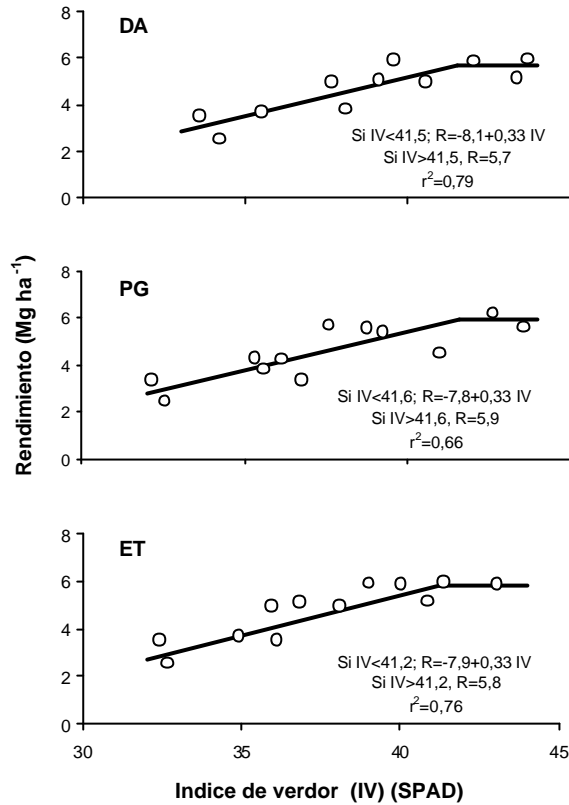 DA
8
6
4
2
0
Si IV<41,5; R=-8,1+0,33 IV
Si IV>41,5, R=5,7
r²=0,79
Rendimiento (Mg ha⁻¹)
PG
8
6
4
2
0
Si IV<41,6; R=-7,8+0,33 IV
Si IV>41,6, R=5,9
r²=0,66
ET
8
6
4
2
0
Si IV<41,2; R=-7,9+0,33 IV
Si IV>41,2, R=5,8
r²=0,76
30 35 40 45
Indice de verdor (IV) (SPAD)